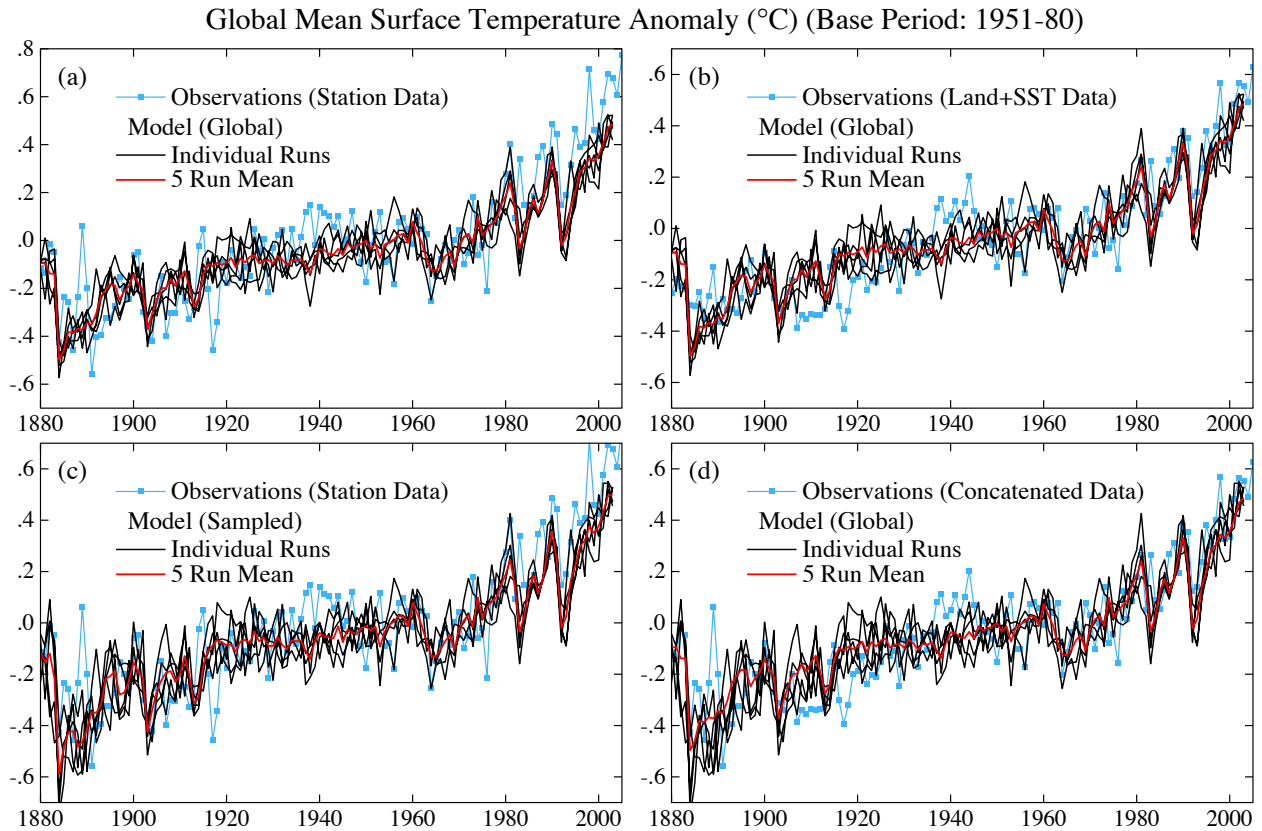 Global Mean Surface Temperature Anomaly (°C) (Base Period: 1951-80)
.8
.6
.4
.2
.0
-.2
-.4
-.6
(a)
Observations (Station Data)
Model (Global)
Individual Runs
5 Run Mean
1880 1900 1920 1940 1960 1980 2000
.6
.4
.2
.0
-.2
-.4
-.6
(b)
Observations (Land+SST Data)
Model (Global)
Individual Runs
5 Run Mean
1880 1900 1920 1940 1960 1980 2000
.6
.4
.2
.0
-.2
-.4
-.6
(c)
Observations (Station Data)
Model (Sampled)
Individual Runs
5 Run Mean
1880 1900 1920 1940 1960 1980 2000
.6
.4
.2
.0
-.2
-.4
-.6
(d)
Observations (Concatenated Data)
Model (Global)
Individual Runs
5 Run Mean
1880 1900 1920 1940 1960 1980 2000